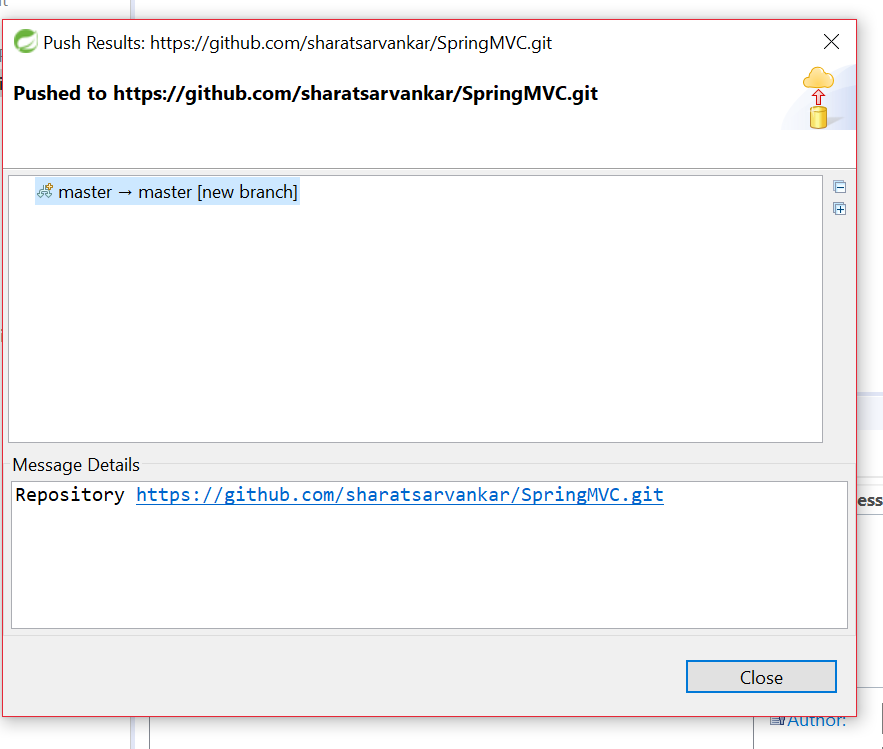 Push Results: https://github.com/sharatsarvankar/SpringMVC.git
Pushed to https://github.com/sharatsarvankar/SpringMVC.git
master → master [new branch]
Message Details
Repository https://github.com/sharatsarvankar/SpringMVC.git
ess
Close
Author: